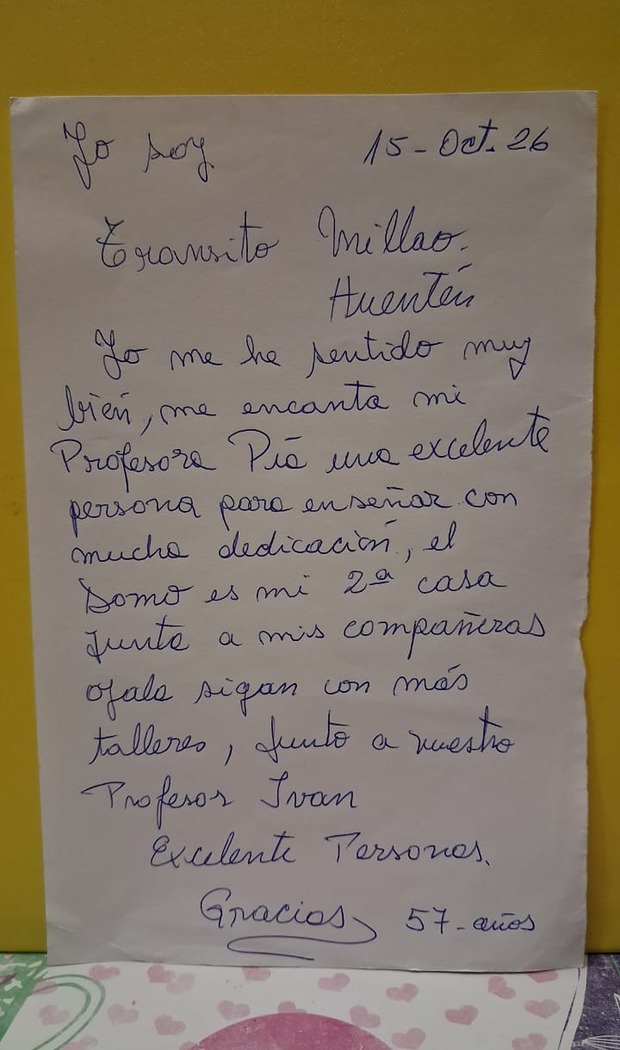 Yo soy 15-Oct. 26
Transito Millao.
Huentén
Yo me he sentido muy
bién, me encanta mi
Profesora Pía una excelente
persona para enseñar con
mucha dedicación, el
Domo es mi 2ª casa
Junto a mis compañeras
ojala sigan con más
talleres, Junto a nuestro
Profesor Ivan
Excelente Personas.
Gracias 57-años